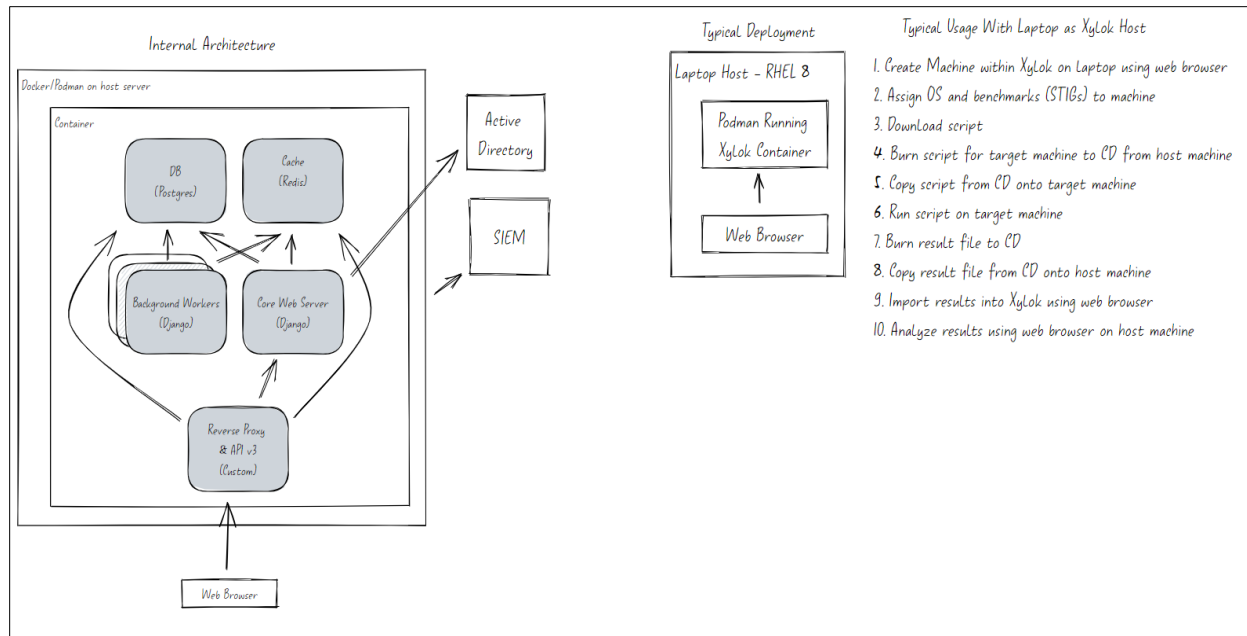 Internal Architecture
Docker/Podman on host server
Container
DB
(Postgres)
Cache
(Redis)
Background Workers
(Django)
Core Web Server
(Django)
Reverse Proxy
& API v3
(Custom)
Web Browser
Active
Directory
SIEM
Typical Deployment
Laptop Host - RHEL 8
Podman Running
Xylok Container
Web Browser
Typical Usage With Laptop as Xylok Host
1. Create Machine within Xylok on Laptop using web browser
2. Assign OS and benchmarks (STIGs) to machine
3. Download script
4. Burn script for target machine to CD from host machine
5. Copy script from CD onto target machine
6. Run script on target machine
7. Burn result file to CD
8. Copy result file from CD onto host machine
9. Import results into Xylok using web browser
10. Analyze results using web browser on host machine